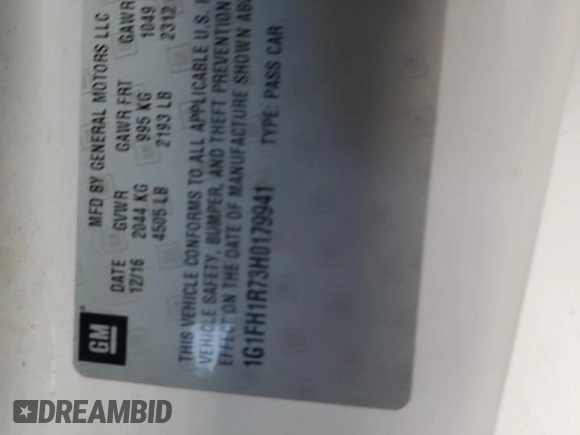 MFD BY GENERAL MOTORS LLC
DATE GVWR GAWR FRT GAWR
12/16 2044 KG 995 KG 1049
4505 LB 2193 LB 2312
THIS VEHICLE CONFORMS TO ALL APPLICABLE U.S. F
VEHICLE SAFETY, BUMPER, AND THEFT PREVENTION
EFFECT ON THE DATE OF MANUFACTURE SHOWN ABO
1G1FH1R73H0179941 TYPE: PASS CAR
GM
DREAMBID